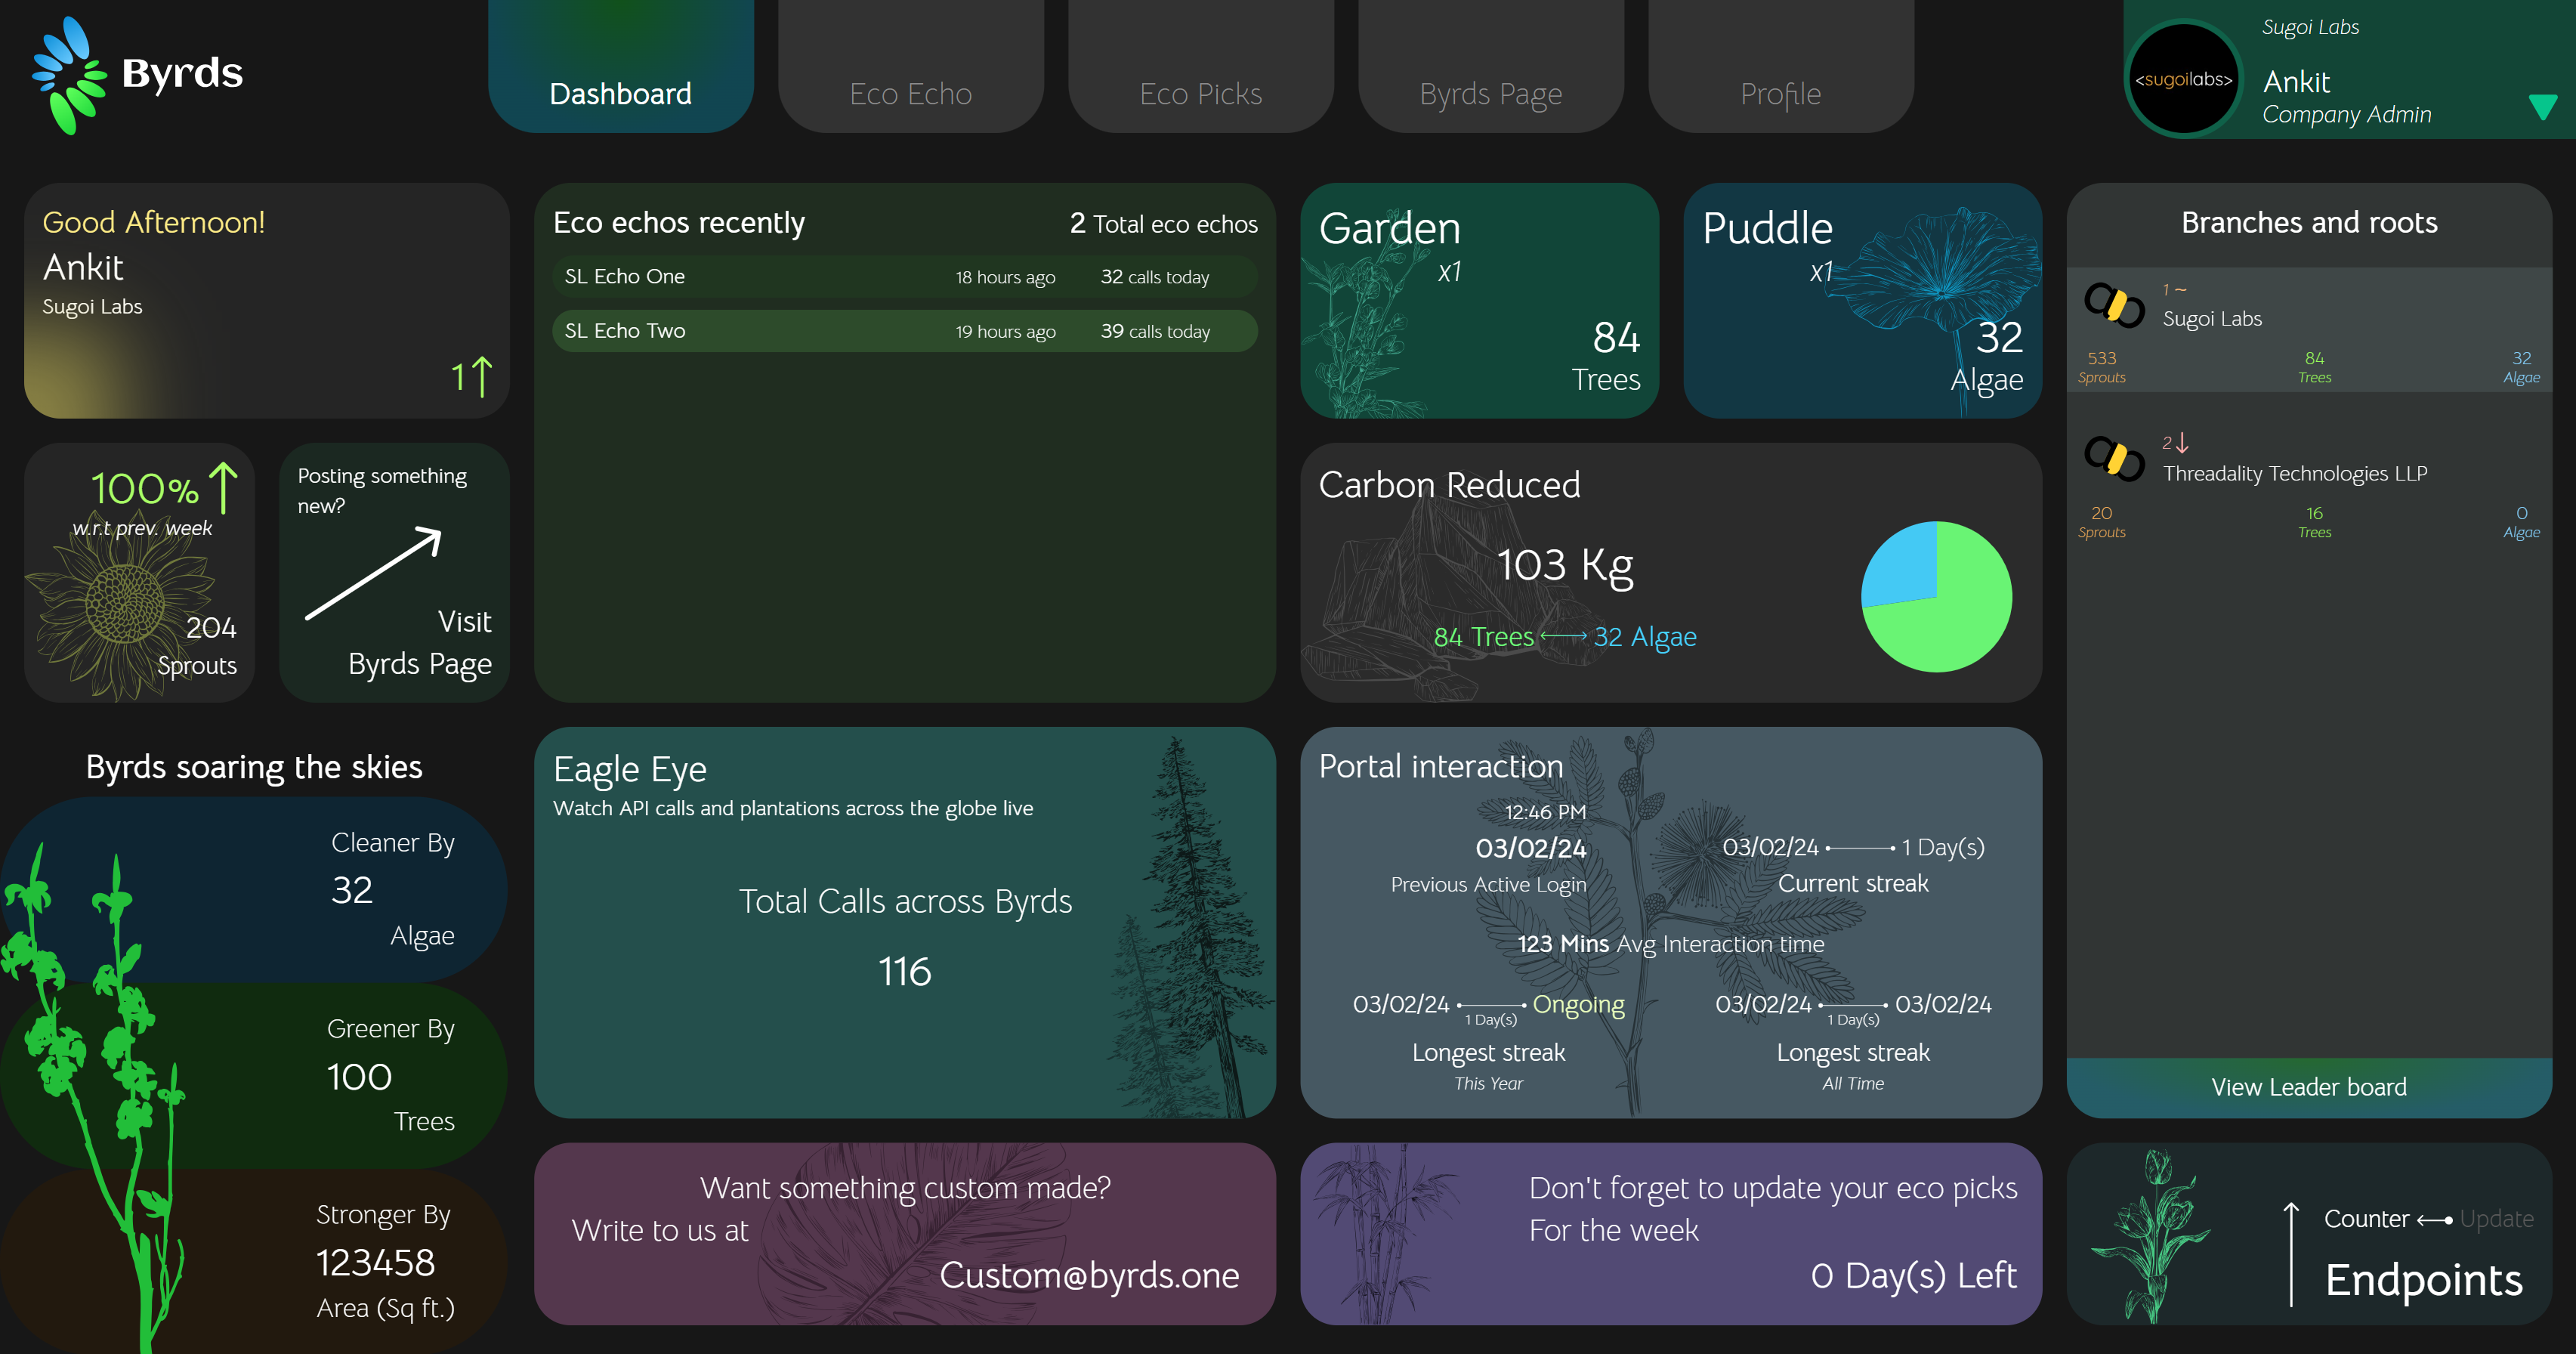 Byrds
Dashboard
Eco Echo
Eco Picks
Byrds Page
Profile
<sugoilabs>
Sugoi Labs
Ankit
Company Admin
Good Afternoon!
Ankit
Sugoi Labs
1↑
Eco echos recently
2 Total eco echos
SL Echo One 18 hours ago 32 calls today
SL Echo Two 19 hours ago 39 calls today
Garden
x1
84
Trees
Puddle
x1
32
Algae
Branches and roots
1 ~
Sugoi Labs
533 84 32
Sprouts Trees Algae
2↓
Threadality Technologies LLP
20 16 0
Sprouts Trees Algae
View Leader board
100% ↑
w.r.t prev. week
204
Sprouts
Posting something
new?
Visit
Byrds Page
Carbon Reduced
103 Kg
84 Trees ⟷ 32 Algae
Byrds soaring the skies
Cleaner By
32
Algae
Greener By
100
Trees
Stronger By
123458
Area (Sq ft.)
Eagle Eye
Watch API calls and plantations across the globe live
Total Calls across Byrds
116
Portal interaction
12:46 PM
03/02/24
Previous Active Login
03/02/24 1 Day(s)
Current streak
123 Mins Avg Interaction time
03/02/24 Ongoing
1 Day(s)
Longest streak
This Year
03/02/24 03/02/24
1 Day(s)
Longest streak
All Time
Want something custom made?
Write to us at
Custom@byrds.one
Don't forget to update your eco picks
For the week
0 Day(s) Left
Counter Update
Endpoints